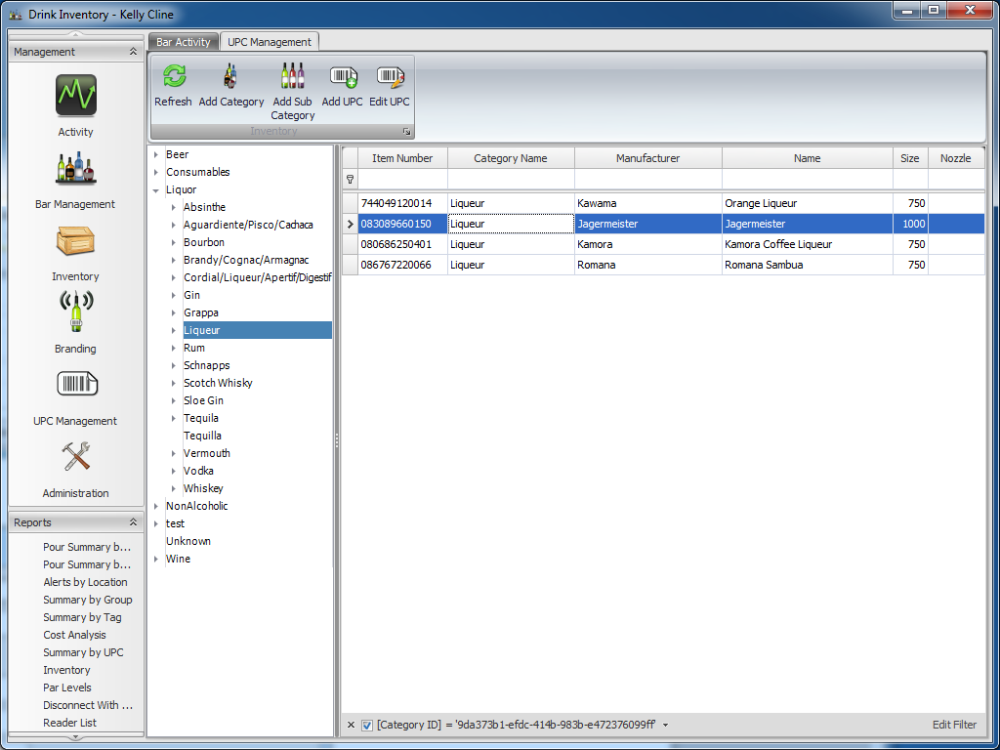 Drink Inventory - Kelly Cline
Management
Activity
Bar Management
Inventory
Branding
UPC Management
Administration
Reports
Pour Summary b...
Pour Summary b...
Alerts by Location
Summary by Group
Summary by Tag
Cost Analysis
Summary by UPC
Inventory
Par Levels
Disconnect With ...
Reader List
Bar Activity UPC Management
Refresh Add Category Add Sub Category Add UPC Edit UPC
Inventory
Beer
Consumables
Liquor
Absinthe
Aguardiente/Pisco/Cachaca
Bourbon
Brandy/Cognac/Armagnac
Cordial/Liqueur/Apertif/Digestif
Gin
Grappa
Liqueur
Rum
Schnapps
Scotch Whisky
Sloe Gin
Tequila
Tequilla
Vermouth
Vodka
Whiskey
NonAlcoholic
test
Unknown
Wine
Item Number Category Name Manufacturer Name Size Nozzle
744049120014 Liqueur Kawama Orange Liqueur 750
083089660150 Liqueur Jagermeister Jagermeister 1000
080686250401 Liqueur Kamora Kamora Coffee Liqueur 750
086767220066 Liqueur Romana Romana Sambua 750
[Category ID] = '9da373b1-efdc-414b-983b-e472376099ff' Edit Filter